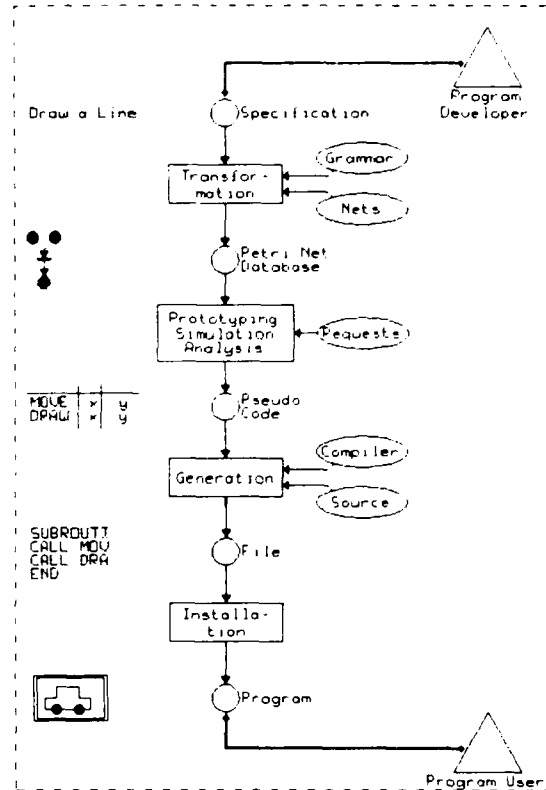 Program
Developer
Draw a Line
Specification
Grammar
Transfor-
mation
Nets
Petri Net
Database
Prototyping
Simulation
Analysis
Requests
MOVE x y
DRAW x y
Pseudo
Code
Compiler
Generation
Source
SUBROUTI
CALL MOV
CALL DRA
END
File
Installa-
tion
Program
Program User